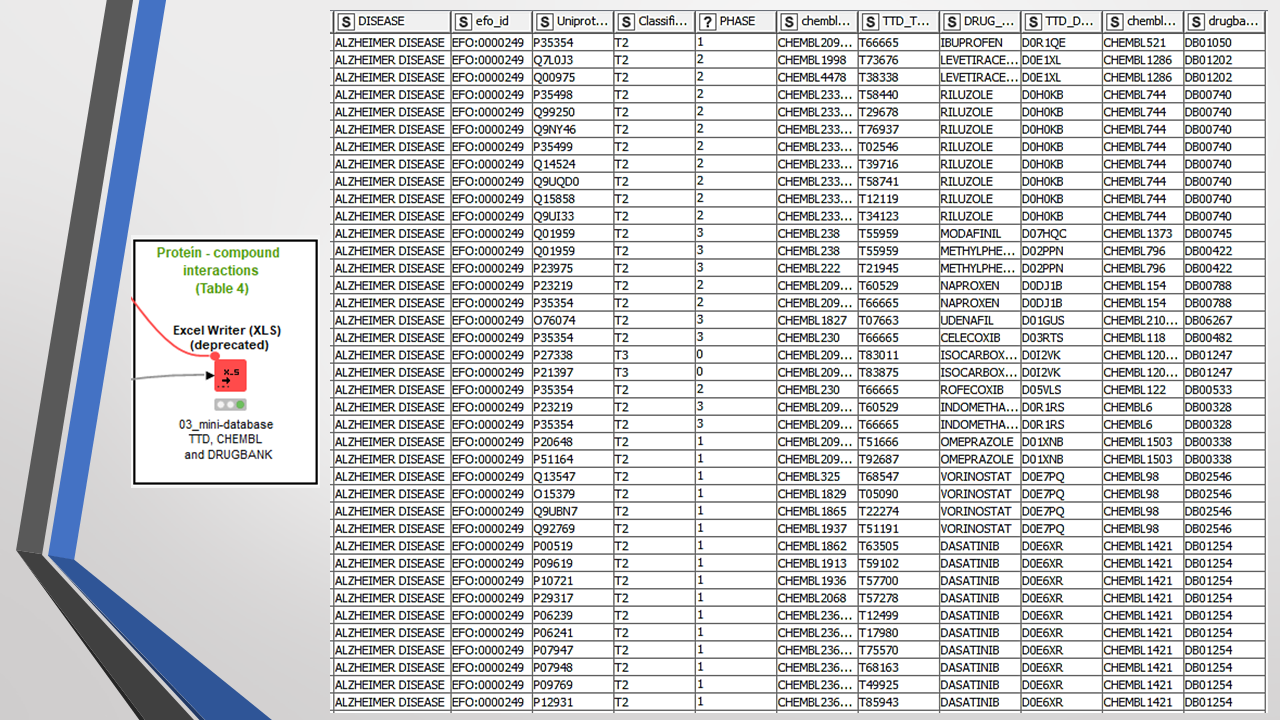 Protein - compound
interactions
(Table 4)
Excel Writer (XLS)
(deprecated)
XLS
03_mini-database
TTD, CHEMBL
and DRUGBANK
S DISEASE S efo_id S Uniprot... S Classifi... ? PHASE S chembl... S TTD_T... S DRUG_... S TTD_D... S chembl... S drugba...
ALZHEIMER DISEASE EFO:0000249 P35354 T2 1 CHEMBL209... T66665 IBUPROFEN D0R1QE CHEMBL521 DB01050
ALZHEIMER DISEASE EFO:0000249 Q7L0J3 T2 2 CHEMBL1998 T73676 LEVETIRACE... D0E1XL CHEMBL1286 DB01202
ALZHEIMER DISEASE EFO:0000249 Q00975 T2 2 CHEMBL4478 T38338 LEVETIRACE... D0E1XL CHEMBL1286 DB01202
ALZHEIMER DISEASE EFO:0000249 P35498 T2 2 CHEMBL233... T58440 RILUZOLE D0H0KB CHEMBL744 DB00740
ALZHEIMER DISEASE EFO:0000249 Q99250 T2 2 CHEMBL233... T29678 RILUZOLE D0H0KB CHEMBL744 DB00740
ALZHEIMER DISEASE EFO:0000249 Q9NY46 T2 2 CHEMBL233... T76937 RILUZOLE D0H0KB CHEMBL744 DB00740
ALZHEIMER DISEASE EFO:0000249 P35499 T2 2 CHEMBL233... T02546 RILUZOLE D0H0KB CHEMBL744 DB00740
ALZHEIMER DISEASE EFO:0000249 Q14524 T2 2 CHEMBL233... T39716 RILUZOLE D0H0KB CHEMBL744 DB00740
ALZHEIMER DISEASE EFO:0000249 Q9UQD0 T2 2 CHEMBL233... T58741 RILUZOLE D0H0KB CHEMBL744 DB00740
ALZHEIMER DISEASE EFO:0000249 Q15858 T2 2 CHEMBL233... T12119 RILUZOLE D0H0KB CHEMBL744 DB00740
ALZHEIMER DISEASE EFO:0000249 Q9UI33 T2 2 CHEMBL233... T34123 RILUZOLE D0H0KB CHEMBL744 DB00740
ALZHEIMER DISEASE EFO:0000249 Q01959 T2 3 CHEMBL238 T55959 MODAFINIL D07HQC CHEMBL1373 DB00745
ALZHEIMER DISEASE EFO:0000249 Q01959 T2 3 CHEMBL238 T55959 METHYLPHE... D02PPN CHEMBL796 DB00422
ALZHEIMER DISEASE EFO:0000249 P23975 T2 3 CHEMBL222 T21945 METHYLPHE... D02PPN CHEMBL796 DB00422
ALZHEIMER DISEASE EFO:0000249 P23219 T2 2 CHEMBL209... T60529 NAPROXEN D0DJ1B CHEMBL154 DB00788
ALZHEIMER DISEASE EFO:0000249 P35354 T2 2 CHEMBL209... T66665 NAPROXEN D0DJ1B CHEMBL154 DB00788
ALZHEIMER DISEASE EFO:0000249 O76074 T2 3 CHEMBL1827 T07663 UDENAFIL D01GUS CHEMBL210... DB06267
ALZHEIMER DISEASE EFO:0000249 P35354 T2 3 CHEMBL230 T66665 CELECOXIB D03RTS CHEMBL118 DB00482
ALZHEIMER DISEASE EFO:0000249 P27338 T3 0 CHEMBL209... T83011 ISOCARBOX... D0I2VK CHEMBL120... DB01247
ALZHEIMER DISEASE EFO:0000249 P21397 T3 0 CHEMBL209... T83875 ISOCARBOX... D0I2VK CHEMBL120... DB01247
ALZHEIMER DISEASE EFO:0000249 P35354 T2 2 CHEMBL230 T66665 ROFECOXIB D05VLS CHEMBL122 DB00533
ALZHEIMER DISEASE EFO:0000249 P23219 T2 3 CHEMBL209... T60529 INDOMETHA... D0R1RS CHEMBL6 DB00328
ALZHEIMER DISEASE EFO:0000249 P35354 T2 3 CHEMBL209... T66665 INDOMETHA... D0R1RS CHEMBL6 DB00328
ALZHEIMER DISEASE EFO:0000249 P20648 T2 1 CHEMBL209... T51666 OMEPRAZOLE D01XNB CHEMBL1503 DB00338
ALZHEIMER DISEASE EFO:0000249 P51164 T2 1 CHEMBL209... T92687 OMEPRAZOLE D01XNB CHEMBL1503 DB00338
ALZHEIMER DISEASE EFO:0000249 Q13547 T2 1 CHEMBL325 T68547 VORINOSTAT D0E7PQ CHEMBL98 DB02546
ALZHEIMER DISEASE EFO:0000249 O15379 T2 1 CHEMBL1829 T05090 VORINOSTAT D0E7PQ CHEMBL98 DB02546
ALZHEIMER DISEASE EFO:0000249 Q9UBN7 T2 1 CHEMBL1865 T22274 VORINOSTAT D0E7PQ CHEMBL98 DB02546
ALZHEIMER DISEASE EFO:0000249 Q92769 T2 1 CHEMBL1937 T51191 VORINOSTAT D0E7PQ CHEMBL98 DB02546
ALZHEIMER DISEASE EFO:0000249 P00519 T2 1 CHEMBL1862 T63505 DASATINIB D0E6XR CHEMBL1421 DB01254
ALZHEIMER DISEASE EFO:0000249 P09619 T2 1 CHEMBL1913 T59102 DASATINIB D0E6XR CHEMBL1421 DB01254
ALZHEIMER DISEASE EFO:0000249 P10721 T2 1 CHEMBL1936 T57700 DASATINIB D0E6XR CHEMBL1421 DB01254
ALZHEIMER DISEASE EFO:0000249 P29317 T2 1 CHEMBL2068 T57278 DASATINIB D0E6XR CHEMBL1421 DB01254
ALZHEIMER DISEASE EFO:0000249 P06239 T2 1 CHEMBL236... T12499 DASATINIB D0E6XR CHEMBL1421 DB01254
ALZHEIMER DISEASE EFO:0000249 P06241 T2 1 CHEMBL236... T17980 DASATINIB D0E6XR CHEMBL1421 DB01254
ALZHEIMER DISEASE EFO:0000249 P07947 T2 1 CHEMBL236... T75570 DASATINIB D0E6XR CHEMBL1421 DB01254
ALZHEIMER DISEASE EFO:0000249 P07948 T2 1 CHEMBL236... T68163 DASATINIB D0E6XR CHEMBL1421 DB01254
ALZHEIMER DISEASE EFO:0000249 P09769 T2 1 CHEMBL236... T49925 DASATINIB D0E6XR CHEMBL1421 DB01254
ALZHEIMER DISEASE EFO:0000249 P12931 T2 1 CHEMBL236... T85943 DASATINIB D0E6XR CHEMBL1421 DB01254